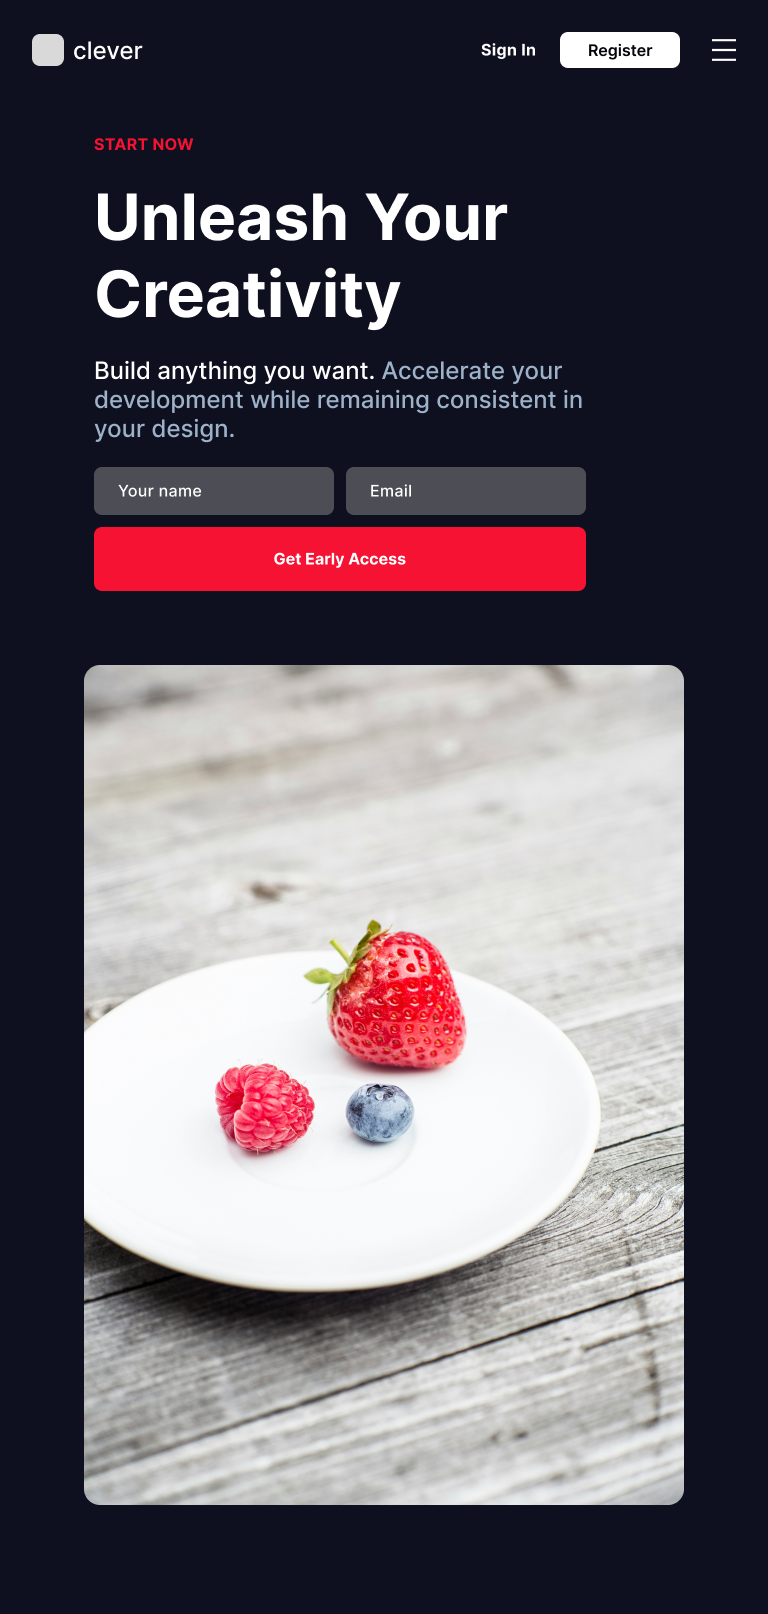 clever
Sign In
Register
START NOW
Unleash Your
Creativity
Build anything you want. Accelerate your
development while remaining consistent in
your design.
Your name
Email
Get Early Access